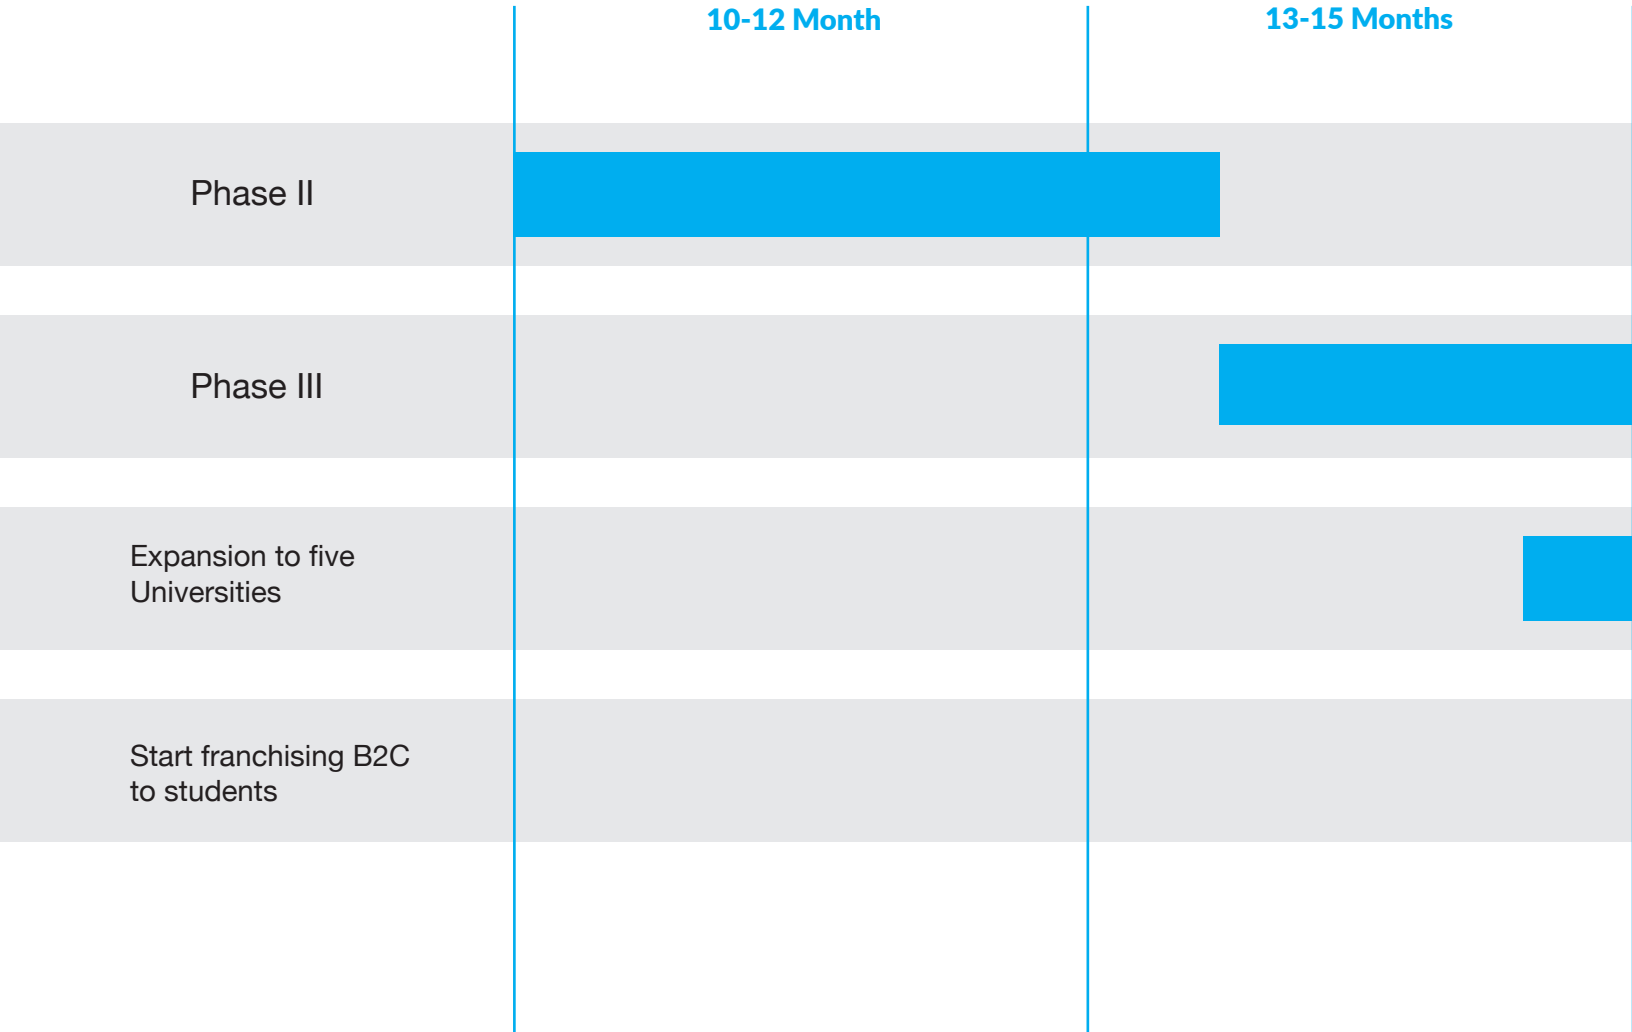 10-12 Month
13-15 Months
Phase II
Phase III
Expansion to five
Universities
Start franchising B2C
to students